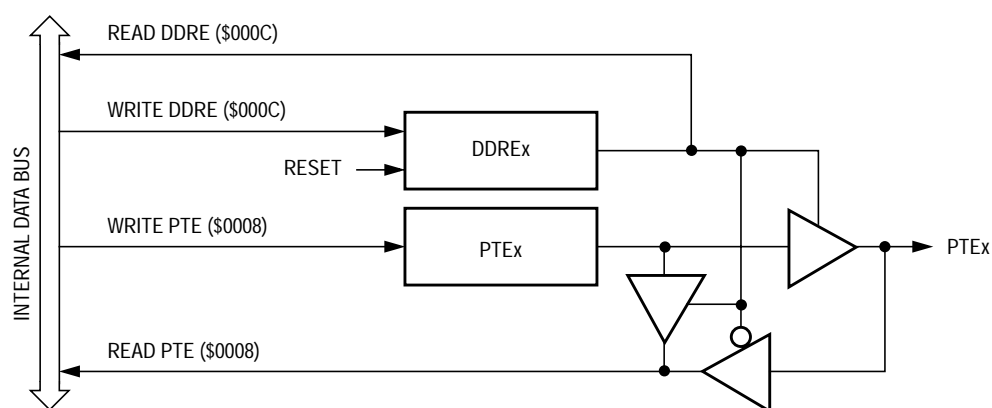 READ DDRE ($000C)
WRITE DDRE ($000C)
DDREx
RESET
WRITE PTE ($0008)
PTEx
PTEx
READ PTE ($0008)
INTERNAL DATA BUS